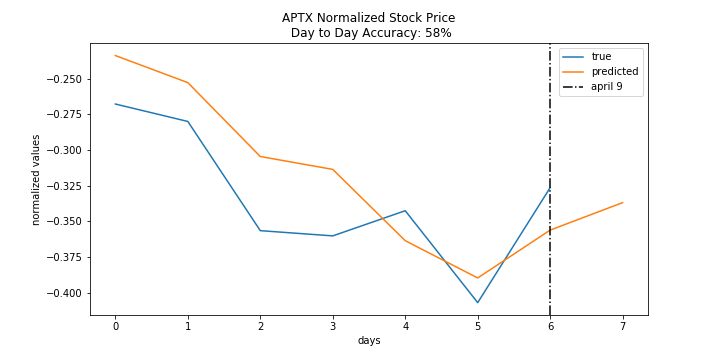 APTX Normalized Stock Price
Day to Day Accuracy: 58%
true
predicted
april 9
normalized values
−0.250
−0.275
−0.300
−0.325
−0.350
−0.375
−0.400
0 1 2 3 4 5 6 7
days